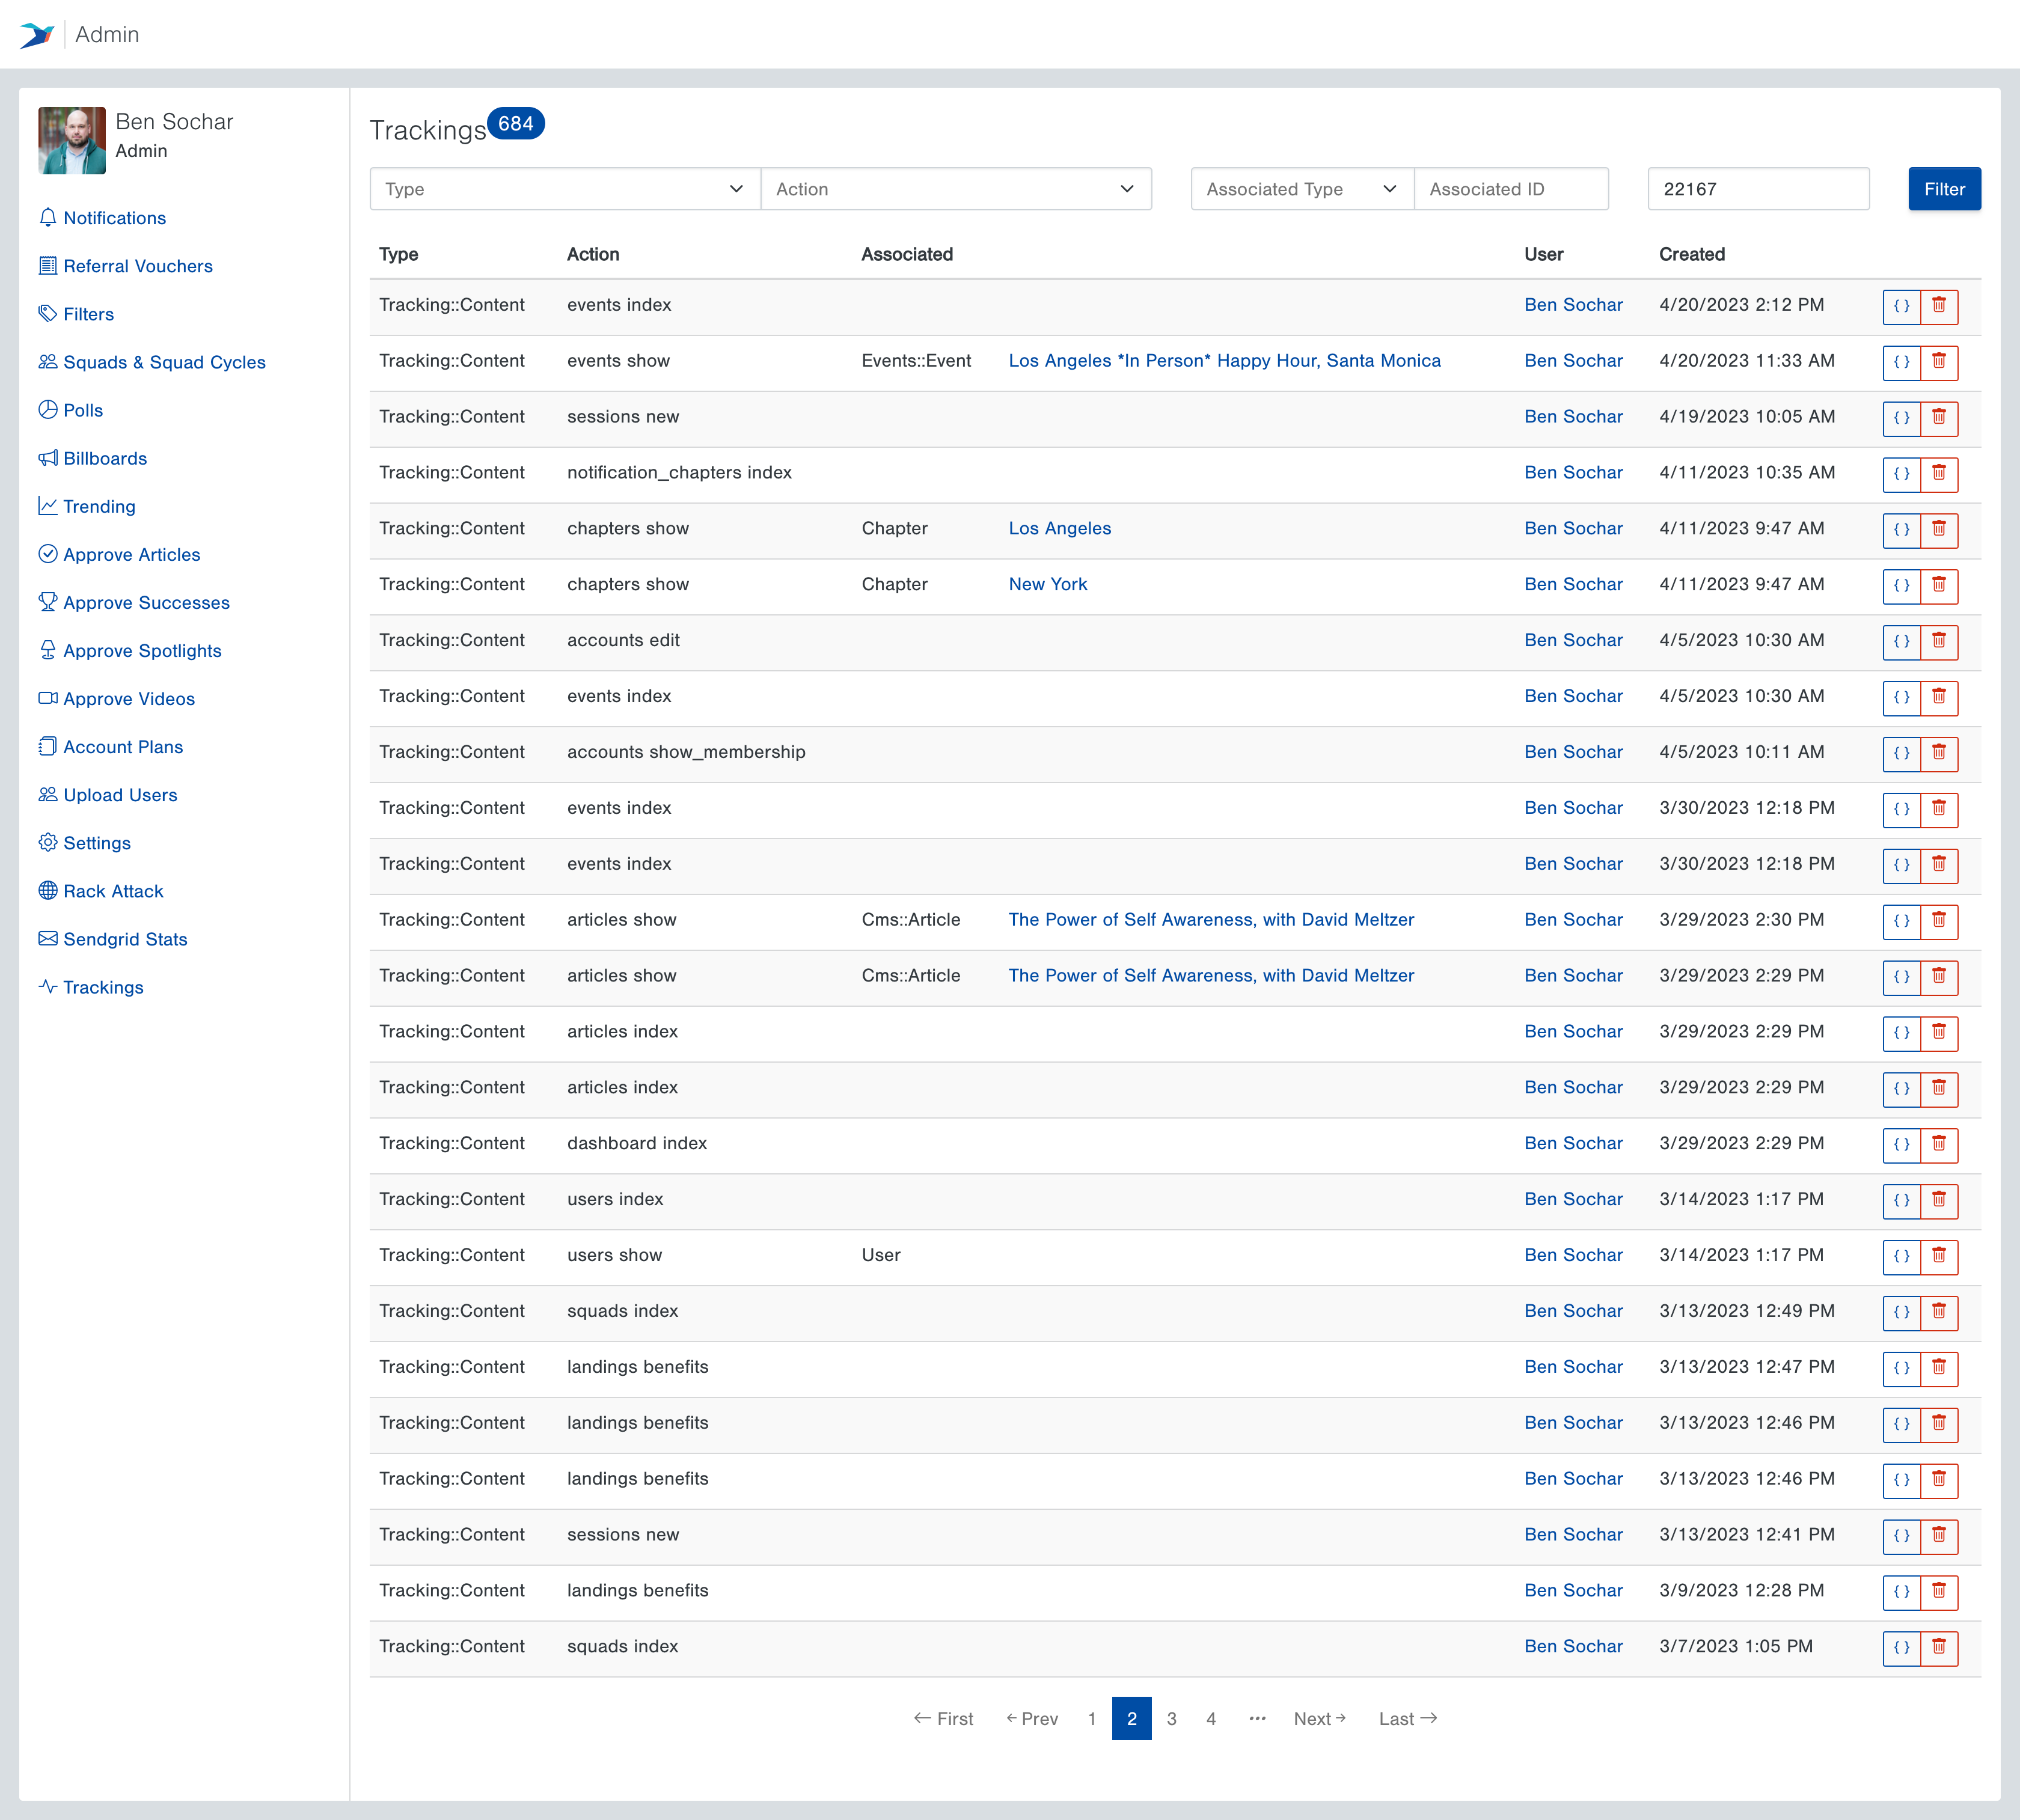 Admin
Ben Sochar
Admin
Notifications
Referral Vouchers
Filters
Squads & Squad Cycles
Polls
Billboards
Trending
Approve Articles
Approve Successes
Approve Spotlights
Approve Videos
Account Plans
Upload Users
Settings
Rack Attack
Sendgrid Stats
Trackings
Trackings 684
Type Action Associated Type Associated ID 22167 Filter
Type Action Associated User Created
Tracking::Content events index Ben Sochar 4/20/2023 2:12 PM { }
Tracking::Content events show Events::Event Los Angeles *In Person* Happy Hour, Santa Monica Ben Sochar 4/20/2023 11:33 AM { }
Tracking::Content sessions new Ben Sochar 4/19/2023 10:05 AM { }
Tracking::Content notification_chapters index Ben Sochar 4/11/2023 10:35 AM { }
Tracking::Content chapters show Chapter Los Angeles Ben Sochar 4/11/2023 9:47 AM { }
Tracking::Content chapters show Chapter New York Ben Sochar 4/11/2023 9:47 AM { }
Tracking::Content accounts edit Ben Sochar 4/5/2023 10:30 AM { }
Tracking::Content events index Ben Sochar 4/5/2023 10:30 AM { }
Tracking::Content accounts show_membership Ben Sochar 4/5/2023 10:11 AM { }
Tracking::Content events index Ben Sochar 3/30/2023 12:18 PM { }
Tracking::Content events index Ben Sochar 3/30/2023 12:18 PM { }
Tracking::Content articles show Cms::Article The Power of Self Awareness, with David Meltzer Ben Sochar 3/29/2023 2:30 PM { }
Tracking::Content articles show Cms::Article The Power of Self Awareness, with David Meltzer Ben Sochar 3/29/2023 2:29 PM { }
Tracking::Content articles index Ben Sochar 3/29/2023 2:29 PM { }
Tracking::Content articles index Ben Sochar 3/29/2023 2:29 PM { }
Tracking::Content dashboard index Ben Sochar 3/29/2023 2:29 PM { }
Tracking::Content users index Ben Sochar 3/14/2023 1:17 PM { }
Tracking::Content users show User Ben Sochar 3/14/2023 1:17 PM { }
Tracking::Content squads index Ben Sochar 3/13/2023 12:49 PM { }
Tracking::Content landings benefits Ben Sochar 3/13/2023 12:47 PM { }
Tracking::Content landings benefits Ben Sochar 3/13/2023 12:46 PM { }
Tracking::Content landings benefits Ben Sochar 3/13/2023 12:46 PM { }
Tracking::Content sessions new Ben Sochar 3/13/2023 12:41 PM { }
Tracking::Content landings benefits Ben Sochar 3/9/2023 12:28 PM { }
Tracking::Content squads index Ben Sochar 3/7/2023 1:05 PM { }
← First ← Prev 1 2 3 4 ··· Next → Last →